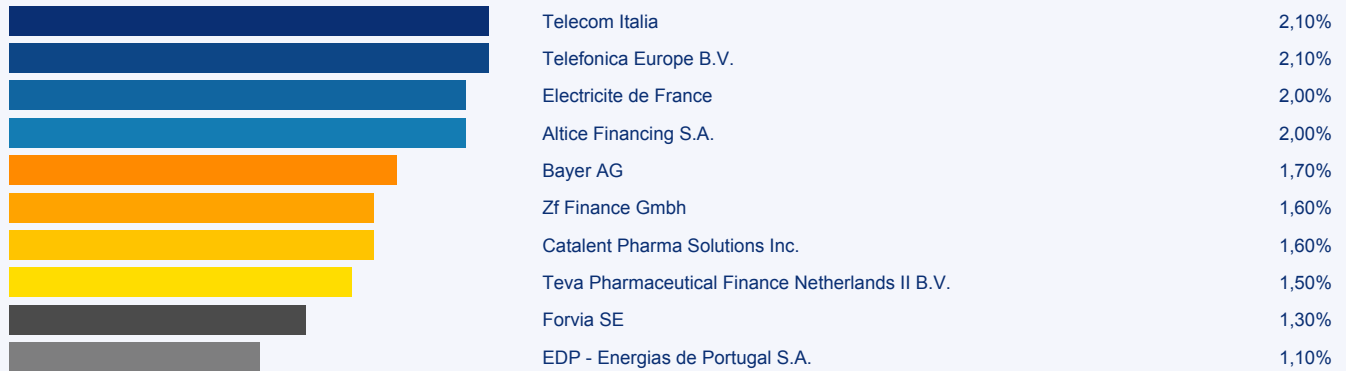 Telecom Italia 2,10%
Telefonica Europe B.V. 2,10%
Electricite de France 2,00%
Altice Financing S.A. 2,00%
Bayer AG 1,70%
Zf Finance Gmbh 1,60%
Catalent Pharma Solutions Inc. 1,60%
Teva Pharmaceutical Finance Netherlands II B.V. 1,50%
Forvia SE 1,30%
EDP - Energias de Portugal S.A. 1,10%